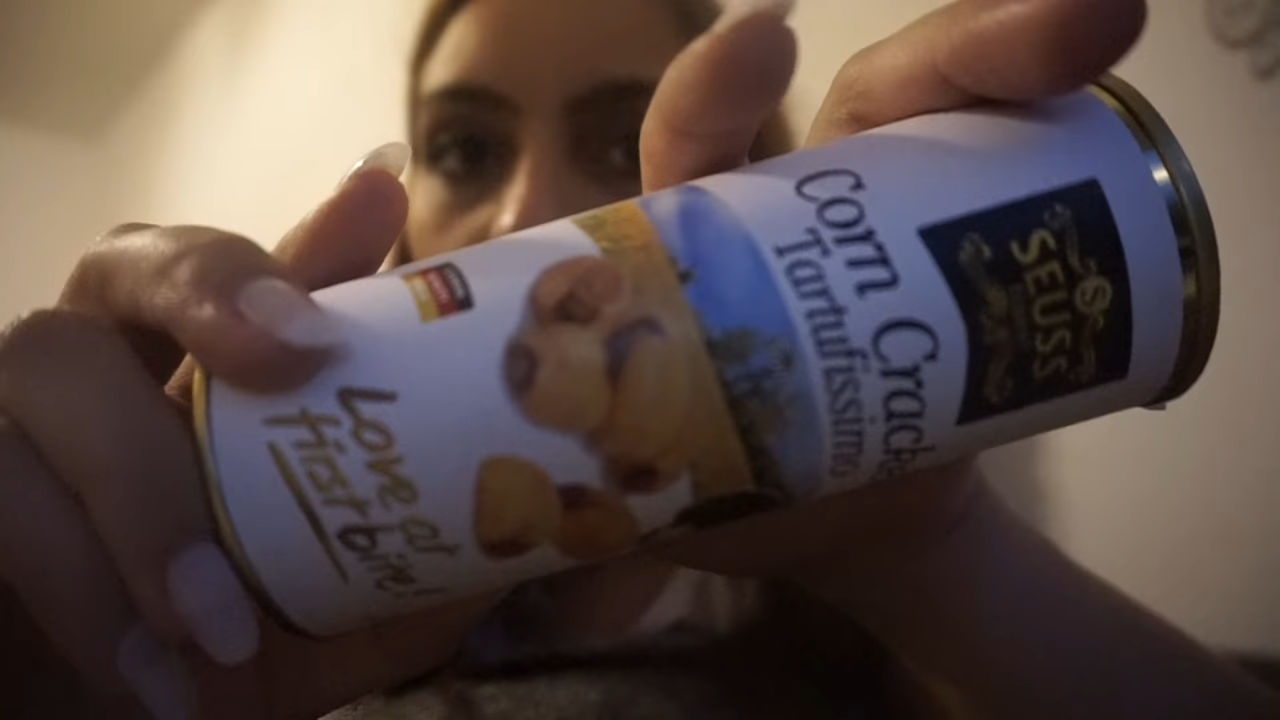 SEUSS
Corn Crack
Tartufissimo
Love at
first bite!